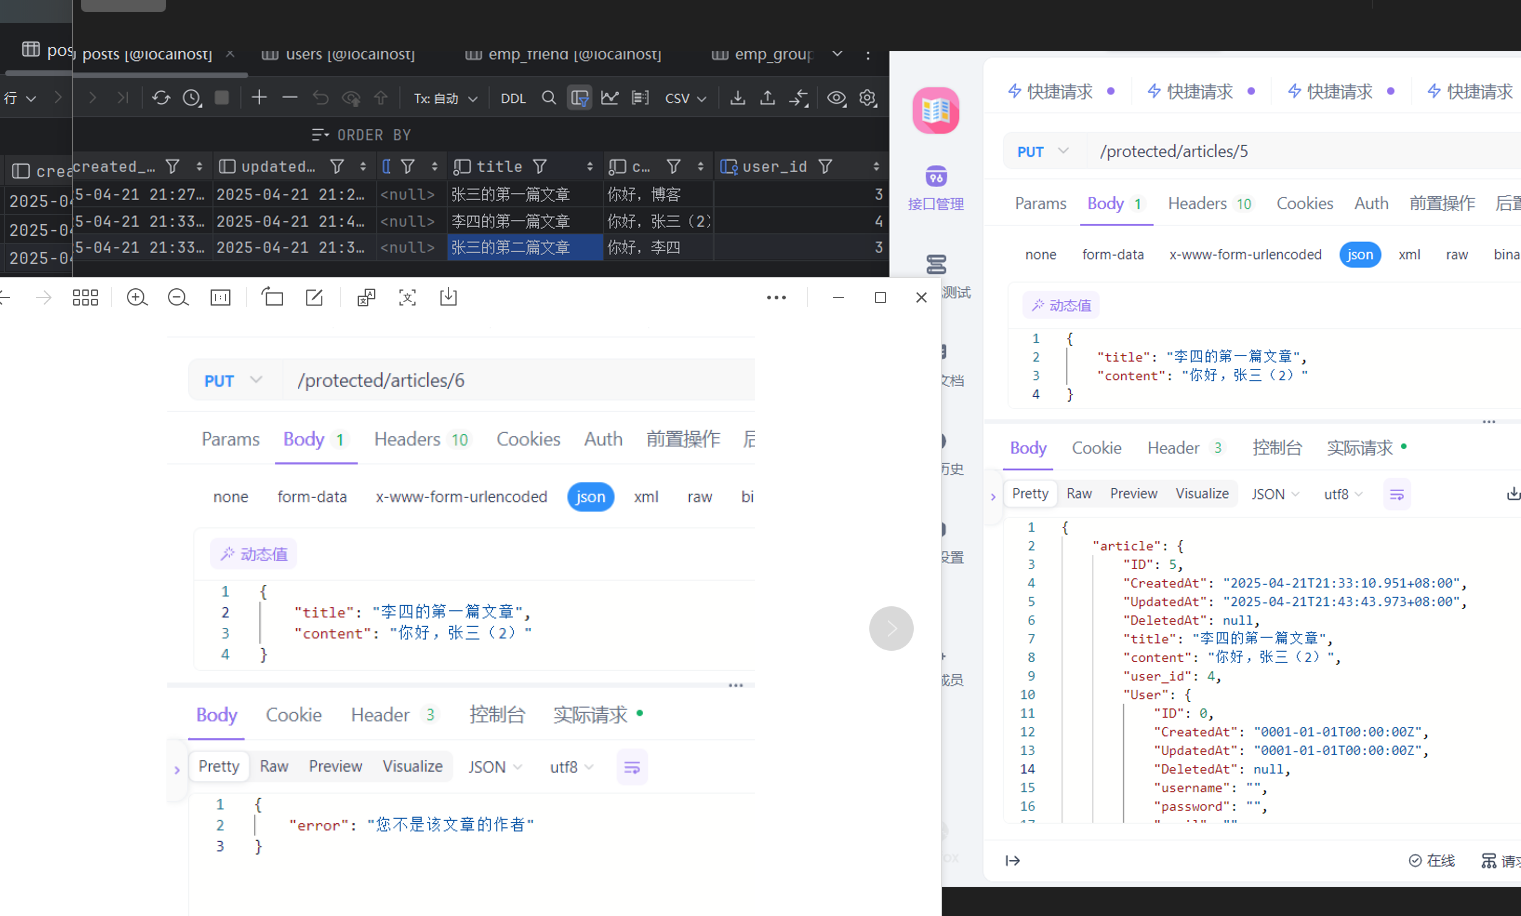 posts [@localhost]
users [@localhost]
emp_friend [@localhost]
emp_group
pos
行
Tx: 自动
DDL
CSV
ORDER BY
crea
created_…
updated…
title
c…
user_id
2025-04
5-04-21 21:27…
2025-04-21 21:2…
<null>
张三的第一篇文章
你好，博客
3
2025-04
5-04-21 21:33…
2025-04-21 21:4…
<null>
李四的第一篇文章
你好，张三（2）
4
2025-04
5-04-21 21:33…
2025-04-21 21:33…
<null>
张三的第二篇文章
你好，李四
3
PUT
/protected/articles/6
Params
Body 1
Headers 10
Cookies
Auth
前置操作
后
none
form-data
x-www-form-urlencoded
json
xml
raw
bi
动态值
1 {
2 "title": "李四的第一篇文章",
3 "content": "你好，张三（2）"
4 }
Body
Cookie
Header 3
控制台
实际请求
Pretty
Raw
Preview
Visualize
JSON
utf8
1 {
2 "error": "您不是该文章的作者"
3 }
接口管理
测试
文档
历史
设置
成员
快捷请求
快捷请求
快捷请求
快捷请求
PUT
/protected/articles/5
Params
Body 1
Headers 10
Cookies
Auth
前置操作
后置
none
form-data
x-www-form-urlencoded
json
xml
raw
bina
动态值
1 {
2 "title": "李四的第一篇文章",
3 "content": "你好，张三（2）"
4 }
Body
Cookie
Header 3
控制台
实际请求
Pretty
Raw
Preview
Visualize
JSON
utf8
1 {
2 "article": {
3 "ID": 5,
4 "CreatedAt": "2025-04-21T21:33:10.951+08:00",
5 "UpdatedAt": "2025-04-21T21:43:43.973+08:00",
6 "DeletedAt": null,
7 "title": "李四的第一篇文章",
8 "content": "你好，张三（2）",
9 "user_id": 4,
10 "User": {
11 "ID": 0,
12 "CreatedAt": "0001-01-01T00:00:00Z",
13 "UpdatedAt": "0001-01-01T00:00:00Z",
14 "DeletedAt": null,
15 "username": "",
16 "password": "",
在线
请求